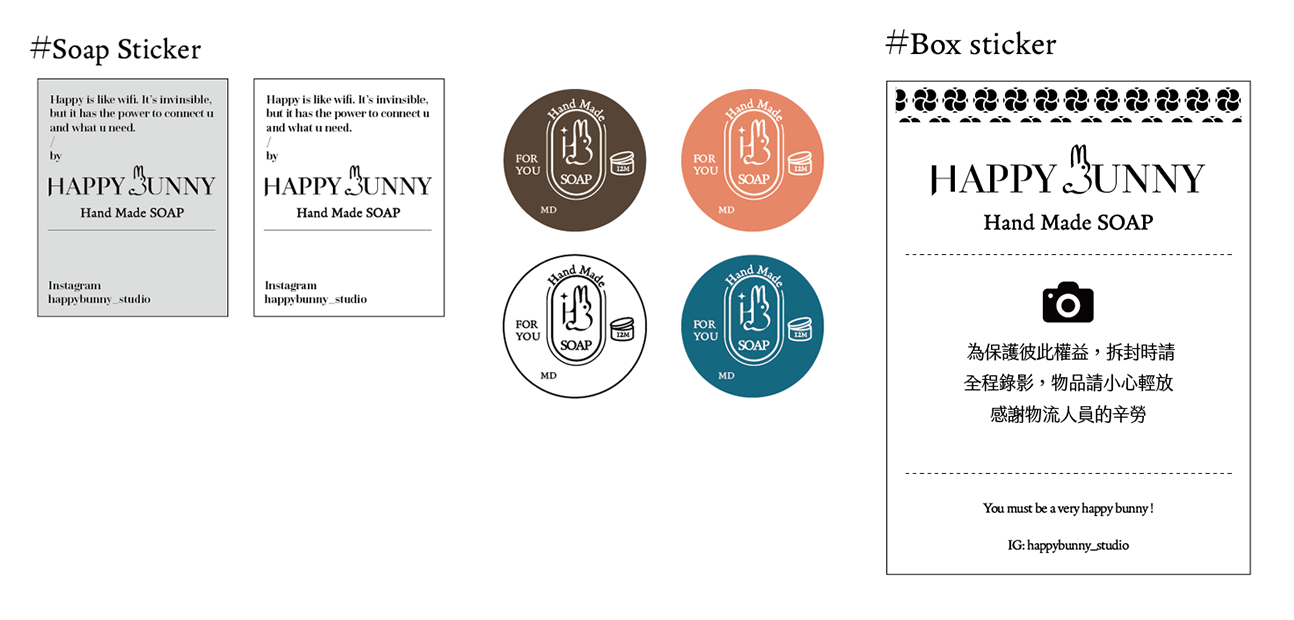 #Soap Sticker
Happy is like wifi. It's invinsible,
but it has the power to connect u
and what u need.
/
by
HAPPY BUNNY
Hand Made SOAP
Instagram
happybunny_studio
Happy is like wifi. It's invinsible,
but it has the power to connect u
and what u need.
/
by
HAPPY BUNNY
Hand Made SOAP
Instagram
happybunny_studio
Hand Made
H
FOR
YOU
12M
SOAP
MD
Hand Made
H
FOR
YOU
12M
SOAP
MD
Hand Made
H
FOR
YOU
12M
SOAP
MD
Hand Made
H
FOR
YOU
12M
SOAP
MD
#Box sticker
HAPPY BUNNY
Hand Made SOAP
為保護彼此權益，拆封時請
全程錄影，物品請小心輕放
感謝物流人員的辛勞
You must be a very happy bunny !
IG: happybunny_studio